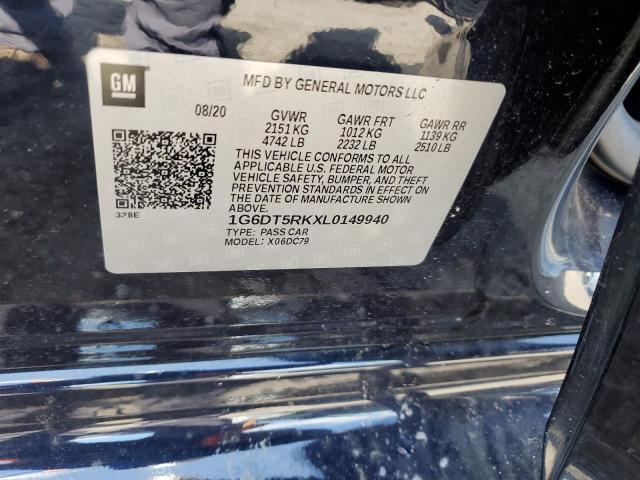 GM
MFD BY GENERAL MOTORS LLC
08/20 GVWR GAWR FRT GAWR RR
2151 KG 1012 KG 1139 KG
4742 LB 2232 LB 2510 LB
THIS VEHICLE CONFORMS TO ALL
APPLICABLE U.S. FEDERAL MOTOR
VEHICLE SAFETY, BUMPER, AND THEFT
PREVENTION STANDARDS IN EFFECT ON
THE DATE OF MANUFACTURE SHOWN
ABOVE.
378E
1G6DT5RKXL0149940
TYPE: PASS CAR
MODEL: X06DC79